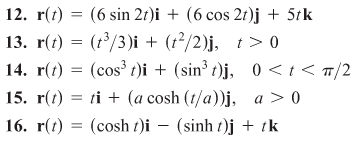 12. r(t) = (6 sin 2t)i + (6 cos 2t)j + 5tk
13. r(t) = (t³/3)i + (t²/2)j, t > 0
14. r(t) = (cos³ t)i + (sin³ t)j, 0 < t < π/2
15. r(t) = ti + (a cosh (t/a))j, a > 0
16. r(t) = (cosh t)i − (sinh t)j + tk